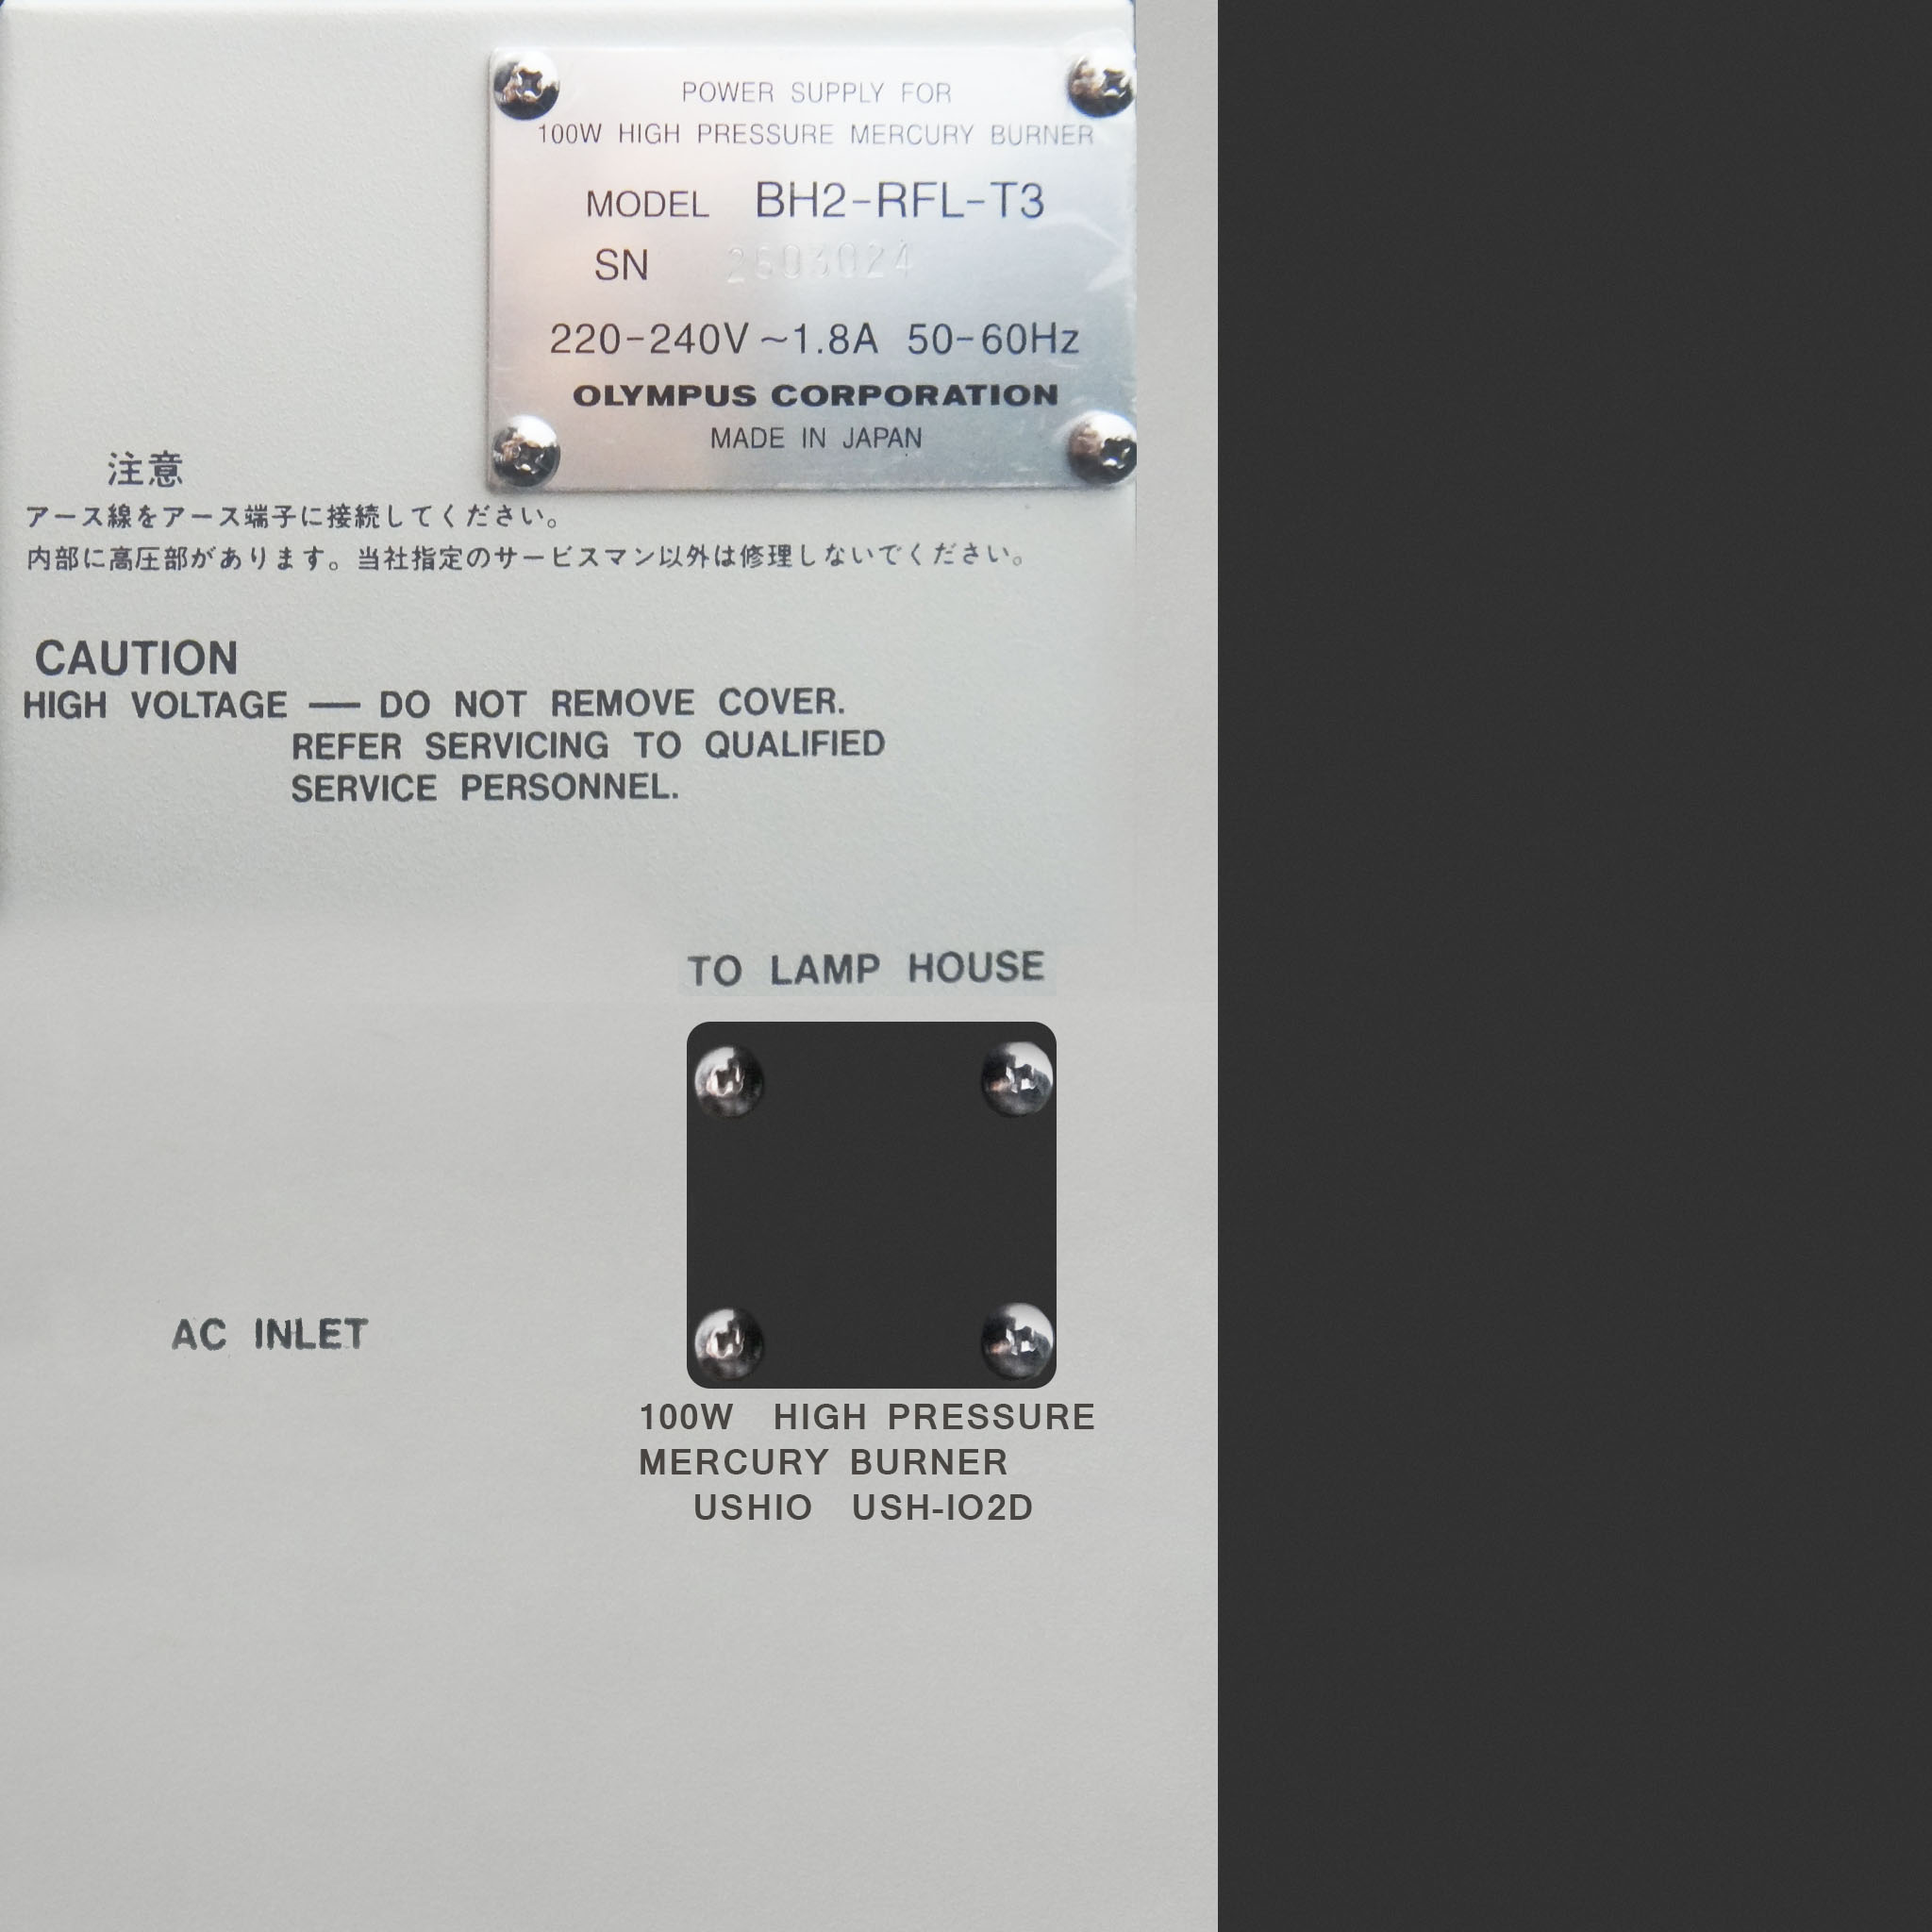 POWER SUPPLY FOR
100W HIGH PRESSURE MERCURY BURNER
MODEL BH2-RFL-T3
SN 2603024
220-240V ~1.8A 50-60Hz
OLYMPUS CORPORATION
MADE IN JAPAN
注意
アース線をアース端子に接続してください。
内部に高圧部があります。当社指定のサービスマン以外は修理しないでください。
CAUTION
HIGH VOLTAGE — DO NOT REMOVE COVER.
REFER SERVICING TO QUALIFIED
SERVICE PERSONNEL.
TO LAMP HOUSE
AC INLET
100W HIGH PRESSURE
MERCURY BURNER
USHIO USH-IO2D